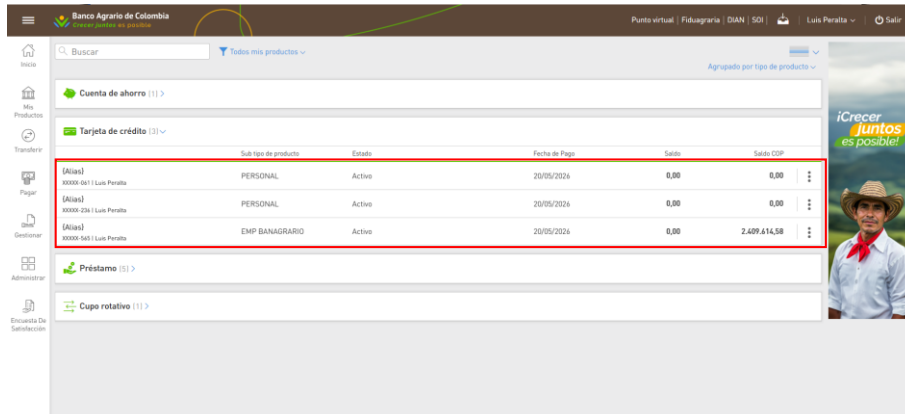 Banco Agrario de Colombia
Crecer juntos es posible
Punto virtual | Fiduagraria | DIAN | SOI | Luis Peralta Salir
Inicio
Mis Productos
Transferir
Pagar
Gestionar
Administrar
Encuesta De Satisfacción
Buscar
Todos mis productos
Agrupado por tipo de producto
Cuenta de ahorro (1) >
Tarjeta de crédito (3)
Sub tipo de producto Estado Fecha de Pago Saldo Saldo COP
(Alias) PERSONAL Activo 20/05/2026 0,00 0,00
XXXXX-061 | Luis Peralta
(Alias) PERSONAL Activo 20/05/2026 0,00 0,00
XXXXX-236 | Luis Peralta
(Alias) EMP BANAGRARIO Activo 20/05/2026 0,00 2.409.614,58
XXXXX-565 | Luis Peralta
Préstamo (5) >
Cupo rotativo (1) >
¡Crecer
juntos
es posible!